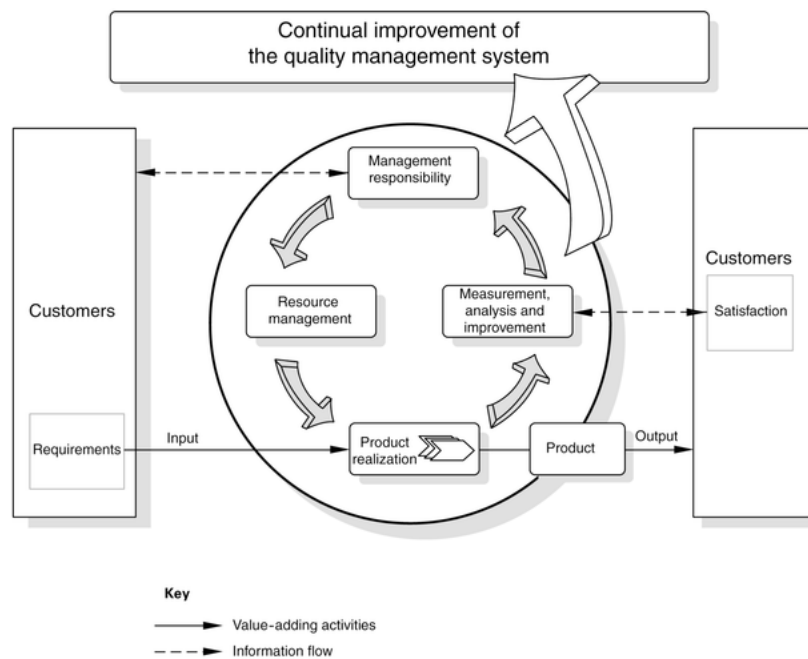 Continual improvement of
the quality management system
Management
responsibility
Customers
Resource
management
Measurement,
analysis and
improvement
Customers
Satisfaction
Requirements
Input
Product
realization
Product
Output
Key
Value-adding activities
Information flow